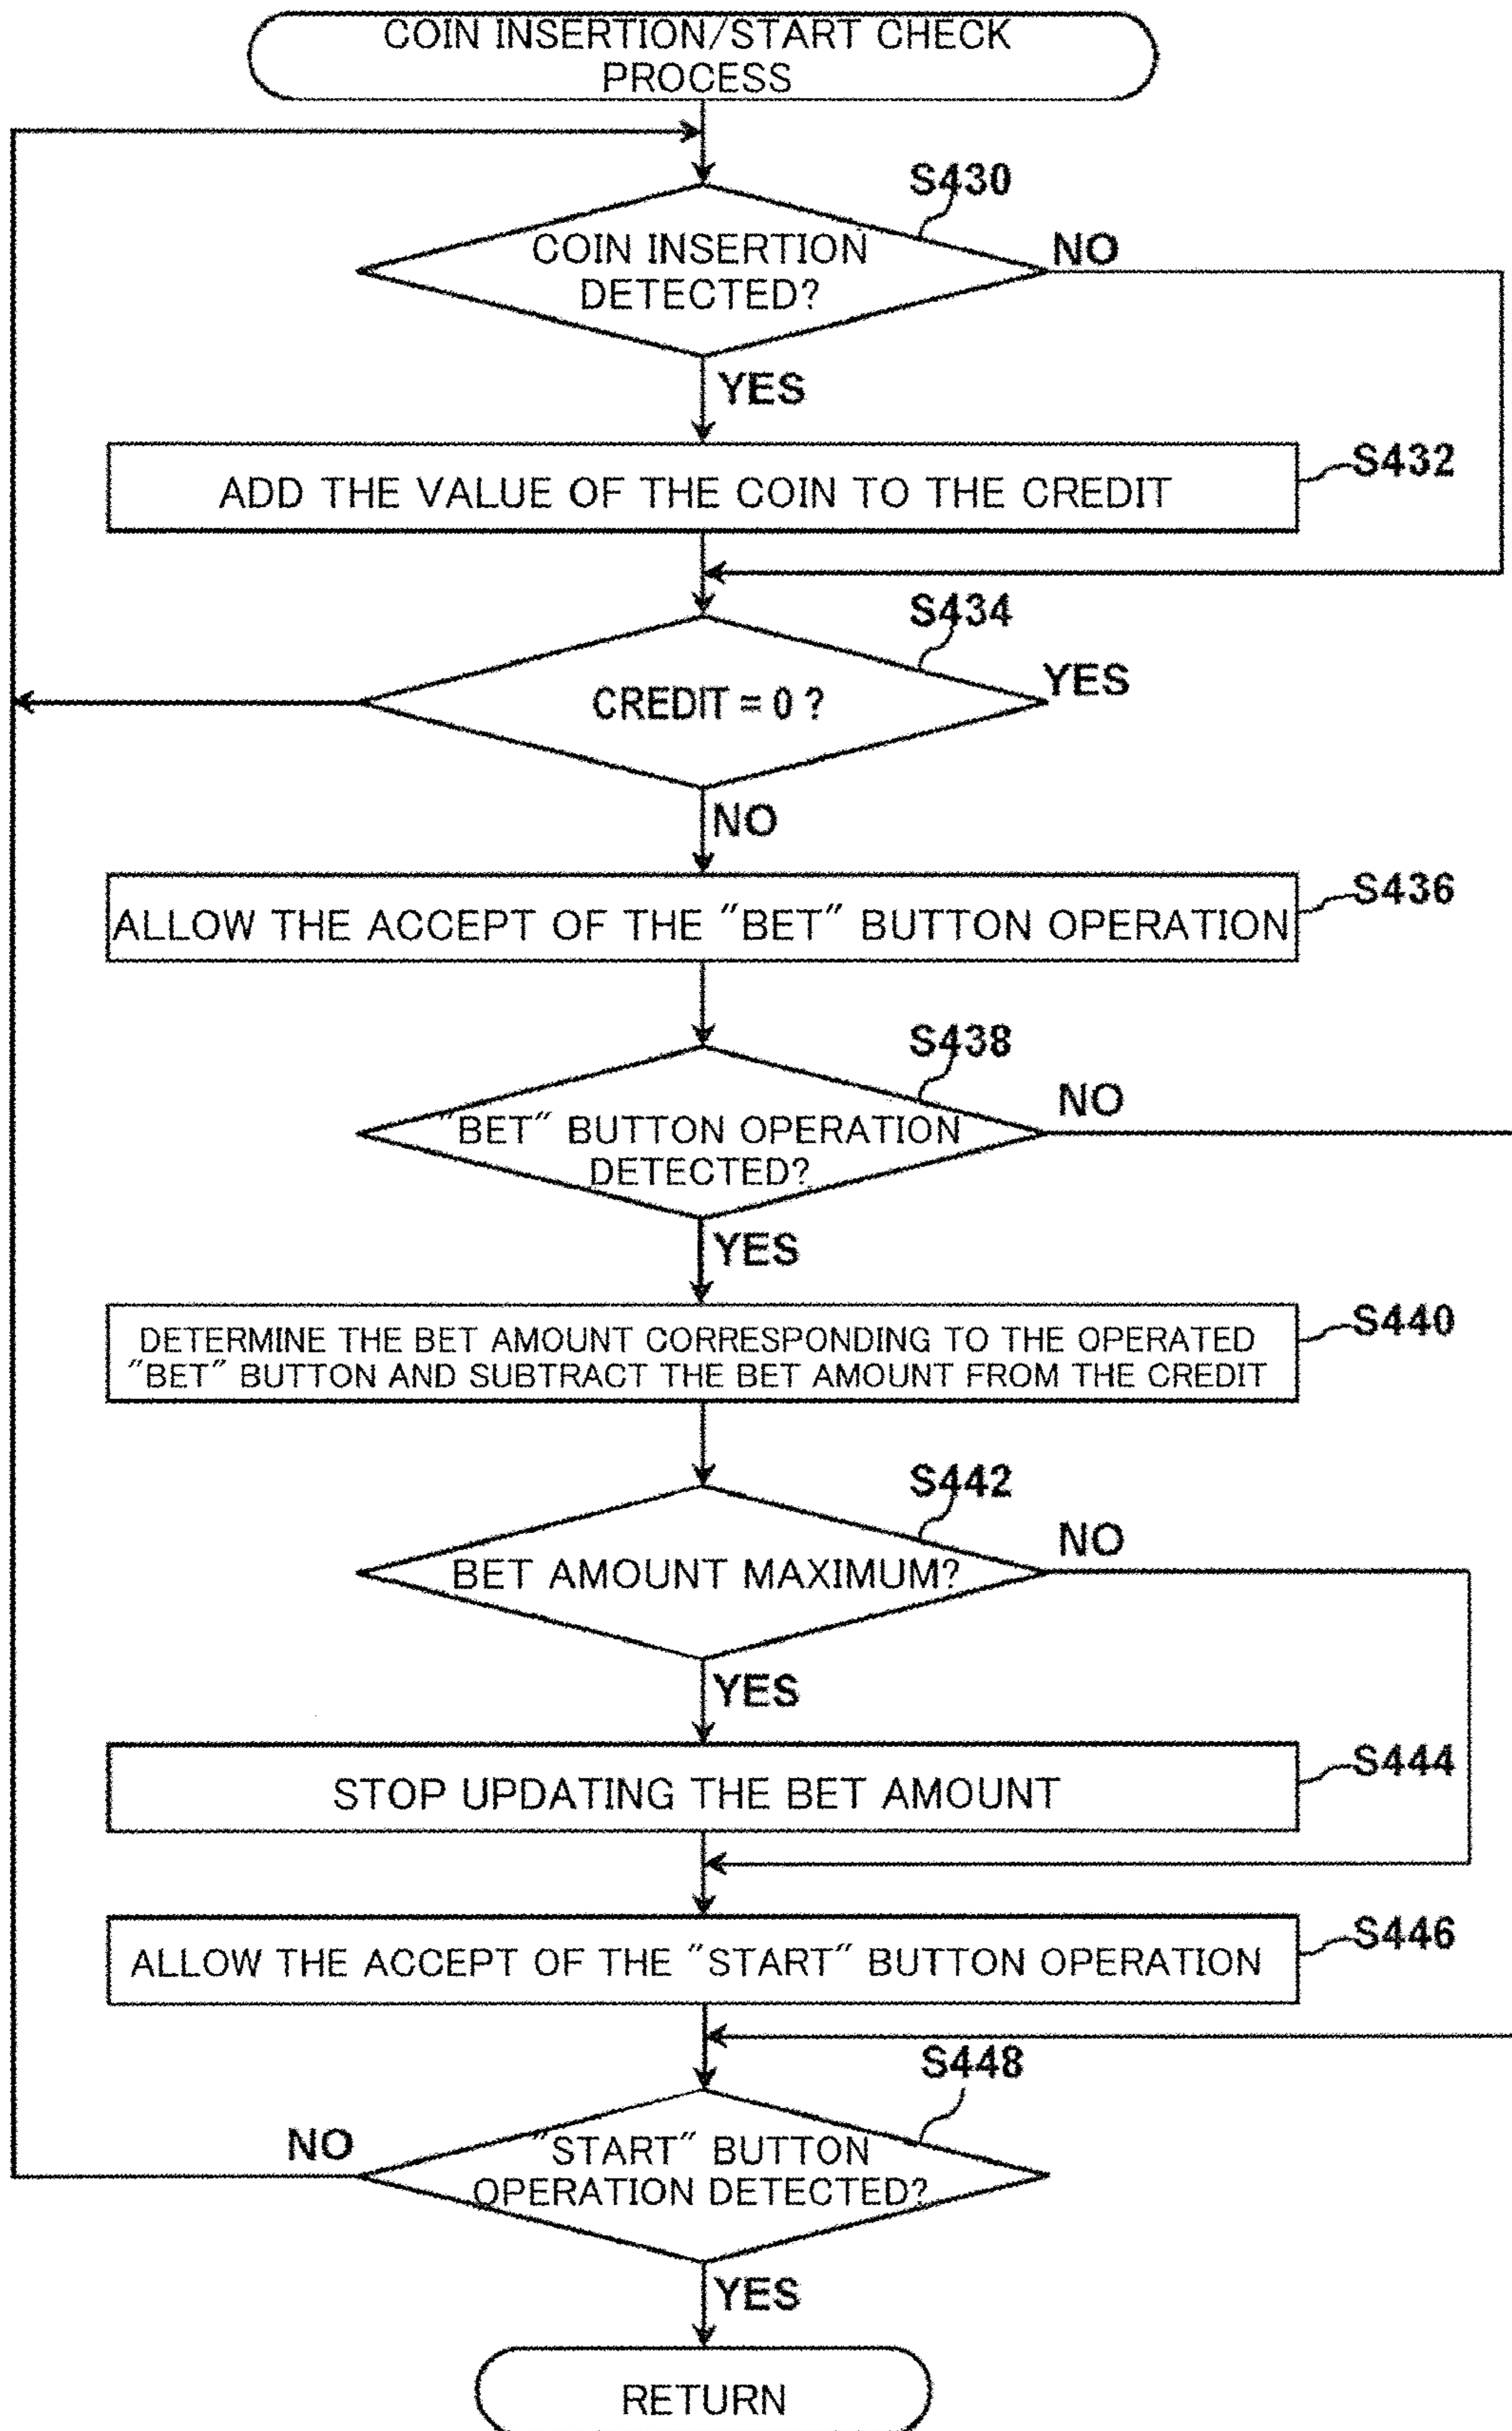 COIN INSERTION/START CHECK
PROCESS
S430
COIN INSERTION
DETECTED?
NO
YES
ADD THE VALUE OF THE COIN TO THE CREDIT
S432
S434
CREDIT = 0 ?
YES
NO
ALLOW THE ACCEPT OF THE "BET" BUTTON OPERATION
S436
S438
"BET" BUTTON OPERATION
DETECTED?
NO
YES
DETERMINE THE BET AMOUNT CORRESPONDING TO THE OPERATED
"BET" BUTTON AND SUBTRACT THE BET AMOUNT FROM THE CREDIT
S440
S442
BET AMOUNT MAXIMUM?
NO
YES
STOP UPDATING THE BET AMOUNT
S444
ALLOW THE ACCEPT OF THE "START" BUTTON OPERATION
S446
S448
NO
"START" BUTTON
OPERATION DETECTED?
YES
RETURN